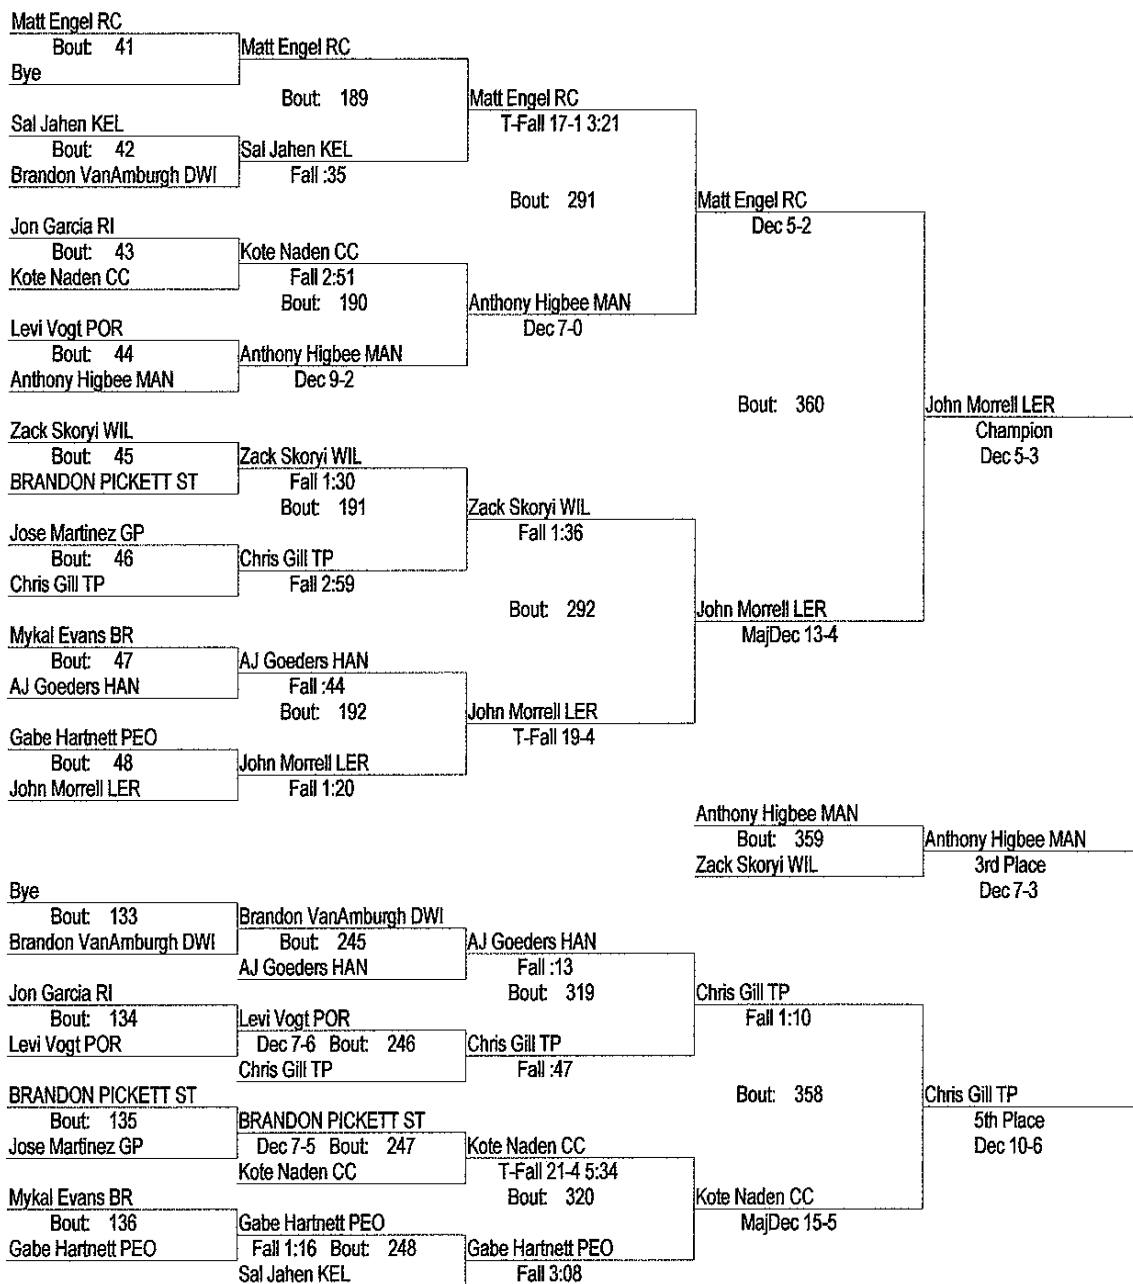 Matt Engel RC
Bout: 41
Bye
Matt Engel RC
Bout: 189
Sal Jahen KEL
Bout: 42
Brandon VanAmburgh DWI
Sal Jahen KEL
Fall :35
Matt Engel RC
T-Fall 17-1 3:21
Bout: 291
Jon Garcia RI
Bout: 43
Kote Naden CC
Kote Naden CC
Fall 2:51
Bout: 190
Levi Vogt POR
Bout: 44
Anthony Higbee MAN
Anthony Higbee MAN
Dec 9-2
Anthony Higbee MAN
Dec 7-0
Matt Engel RC
Dec 5-2
Bout: 360
Zack Skoryi WIL
Bout: 45
BRANDON PICKETT ST
Zack Skoryi WIL
Fall 1:30
Bout: 191
Jose Martinez GP
Bout: 46
Chris Gill TP
Chris Gill TP
Fall 2:59
Zack Skoryi WIL
Fall 1:36
Bout: 292
Mykal Evans BR
Bout: 47
AJ Goeders HAN
AJ Goeders HAN
Fall :44
Bout: 192
Gabe Hartnett PEO
Bout: 48
John Morrell LER
John Morrell LER
Fall 1:20
John Morrell LER
T-Fall 19-4
John Morrell LER
MajDec 13-4
John Morrell LER
Champion
Dec 5-3
Anthony Higbee MAN
Bout: 359
Zack Skoryi WIL
Anthony Higbee MAN
3rd Place
Dec 7-3
Bye
Bout: 133
Brandon VanAmburgh DWI
Brandon VanAmburgh DWI
Bout: 245
AJ Goeders HAN
AJ Goeders HAN
Fall :13
Bout: 319
Jon Garcia RI
Bout: 134
Levi Vogt POR
Levi Vogt POR
Dec 7-6 Bout: 246
Chris Gill TP
Chris Gill TP
Fall :47
Chris Gill TP
Fall 1:10
Bout: 358
BRANDON PICKETT ST
Bout: 135
Jose Martinez GP
BRANDON PICKETT ST
Dec 7-5 Bout: 247
Kote Naden CC
Kote Naden CC
T-Fall 21-4 5:34
Bout: 320
Mykal Evans BR
Bout: 136
Gabe Hartnett PEO
Gabe Hartnett PEO
Fall 1:16 Bout: 248
Sal Jahen KEL
Gabe Hartnett PEO
Fall 3:08
Kote Naden CC
MajDec 15-5
Chris Gill TP
5th Place
Dec 10-6